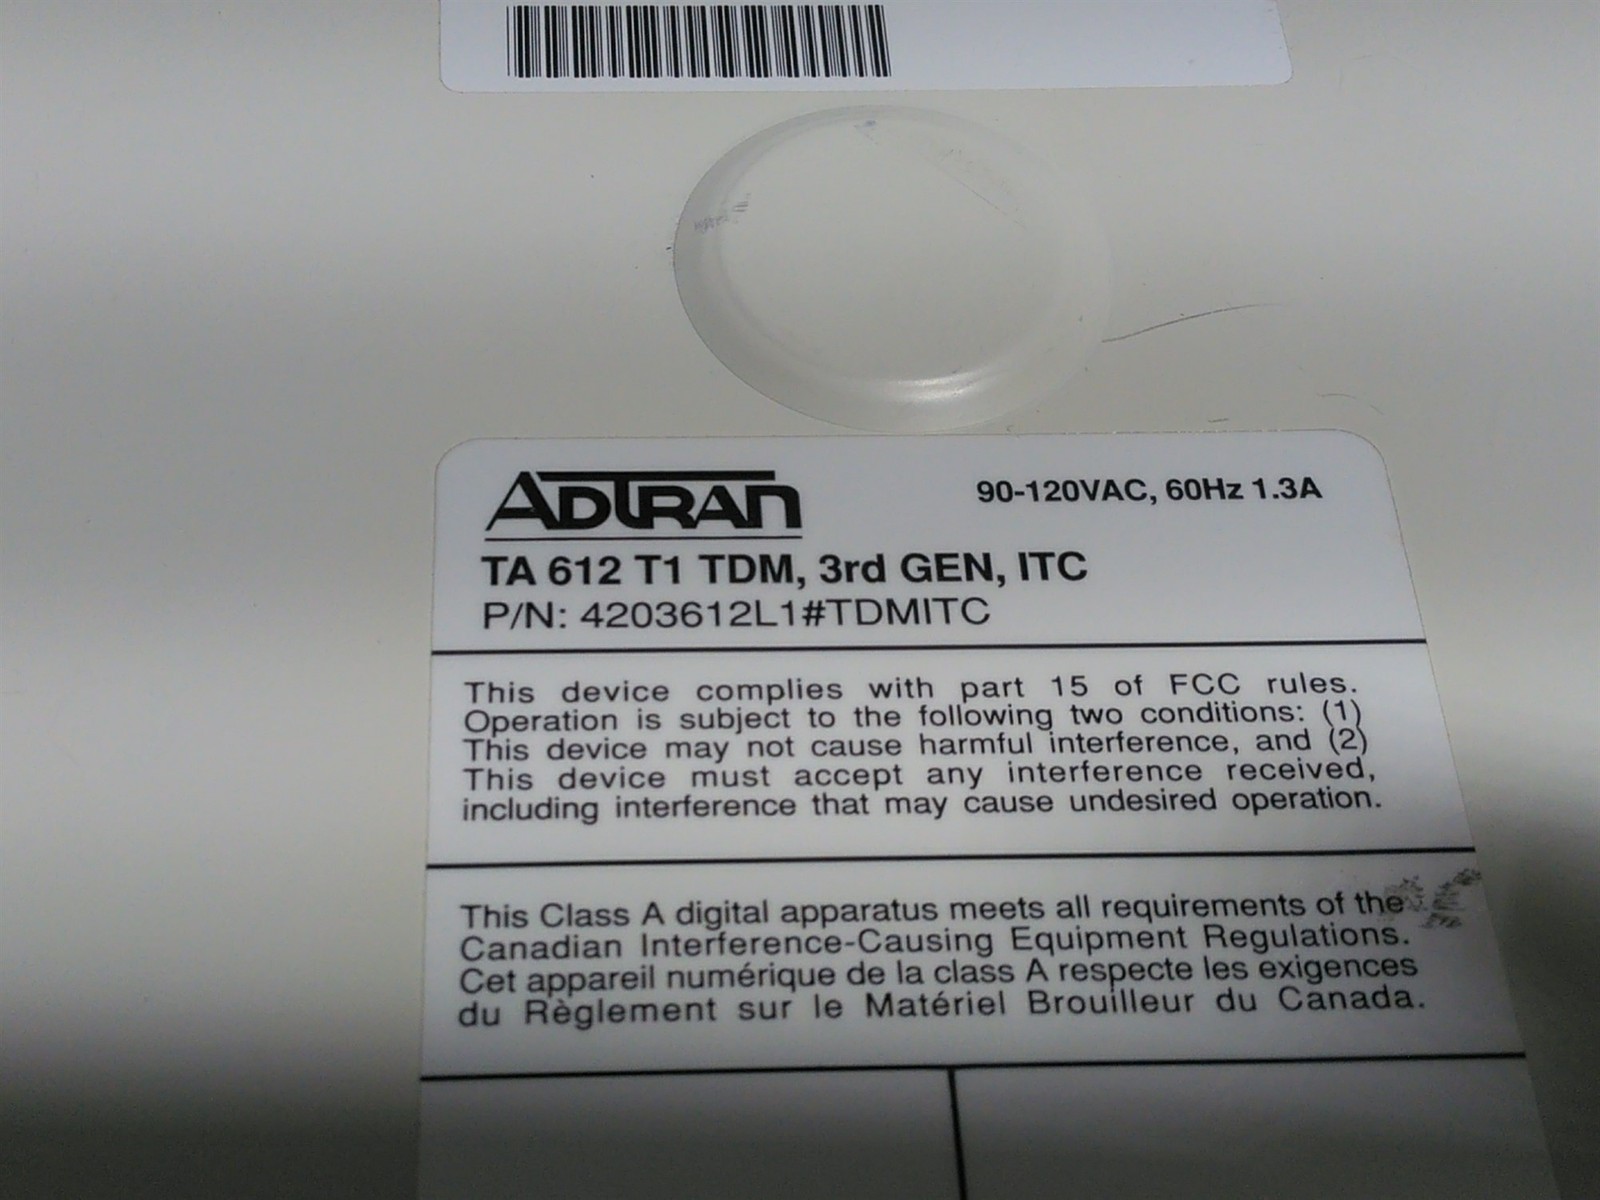 ADTRAN
90-120VAC, 60Hz 1.3A
TA 612 T1 TDM, 3rd GEN, ITC
P/N: 4203612L1#TDMITC
This device complies with part 15 of FCC rules.
Operation is subject to the following two conditions: (1)
This device may not cause harmful interference, and (2)
This device must accept any interference received,
including interference that may cause undesired operation.
This Class A digital apparatus meets all requirements of the
Canadian Interference-Causing Equipment Regulations.
Cet appareil numérique de la class A respecte les exigences
du Règlement sur le Matériel Brouilleur du Canada.